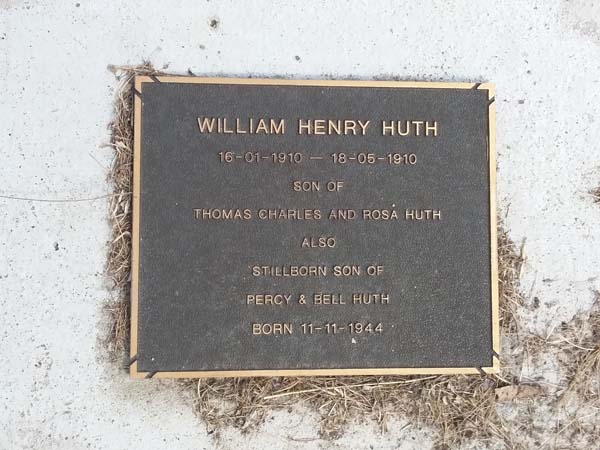 WILLIAM HENRY HUTH
16-01-1910 — 18-05-1910
SON OF
THOMAS CHARLES AND ROSA HUTH
ALSO
STILLBORN SON OF
PERCY & BELL HUTH
BORN 11-11-1944